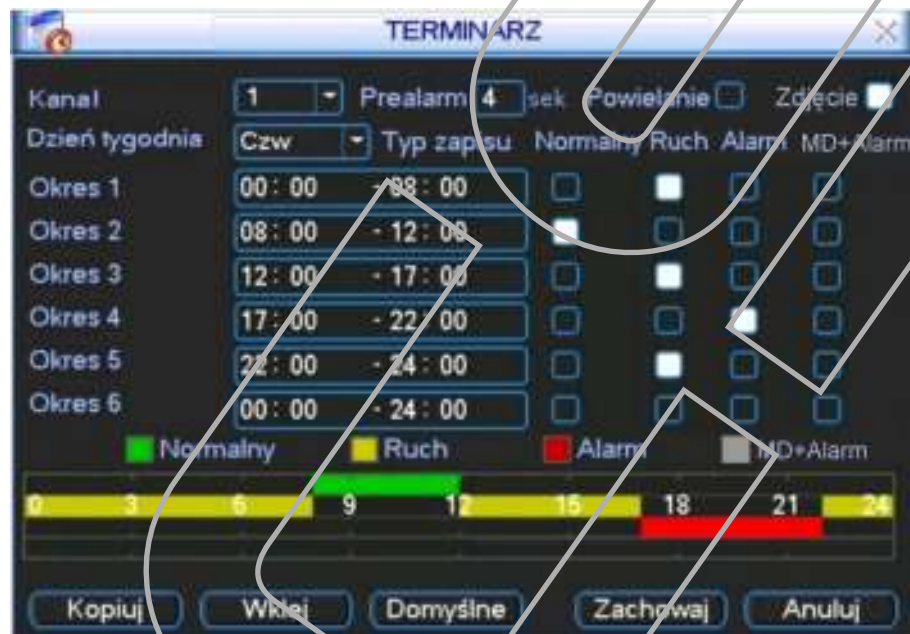 TERMINARZ
Kanał 1 Prealarm 4 sek Powielanie Zdjęcie
Dzień tygodnia Czw Typ zapisu Normalny Ruch Alarm MD+Alarm
Okres 1 00: 00 - 08: 00
Okres 2 08: 00 - 12: 00
Okres 3 12: 00 - 17: 00
Okres 4 17: 00 - 22: 00
Okres 5 22: 00 - 24: 00
Okres 6 00: 00 - 24: 00
Normalny Ruch Alarm MD+Alarm
0 3 6 9 12 15 18 21 24
Kopiuj Wklej Domyślne Zachowaj Anuluj